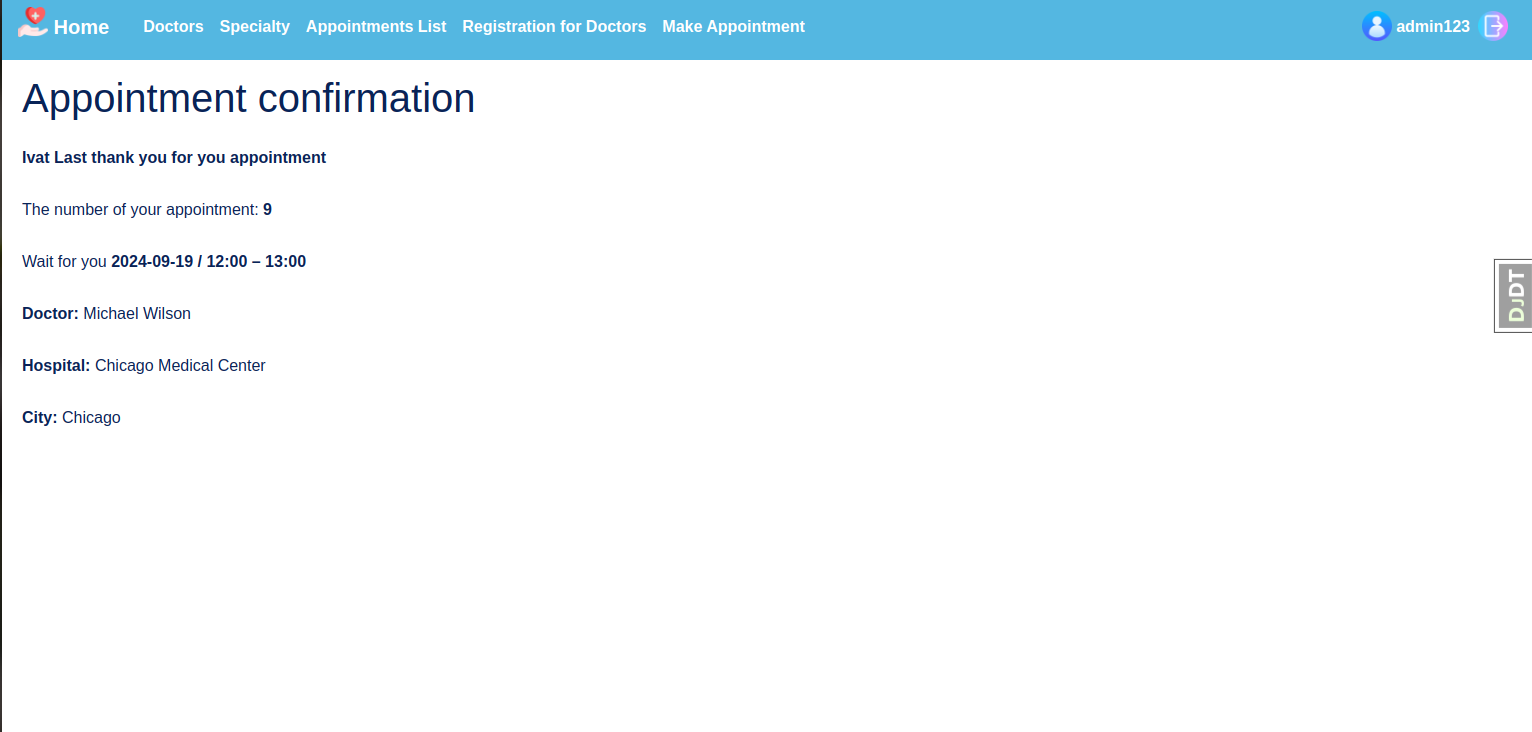 Home Doctors Specialty Appointments List Registration for Doctors Make Appointment admin123
Appointment confirmation
Ivat Last thank you for you appointment
The number of your appointment: 9
Wait for you 2024-09-19 / 12:00 – 13:00
DJDT
Doctor: Michael Wilson
Hospital: Chicago Medical Center
City: Chicago